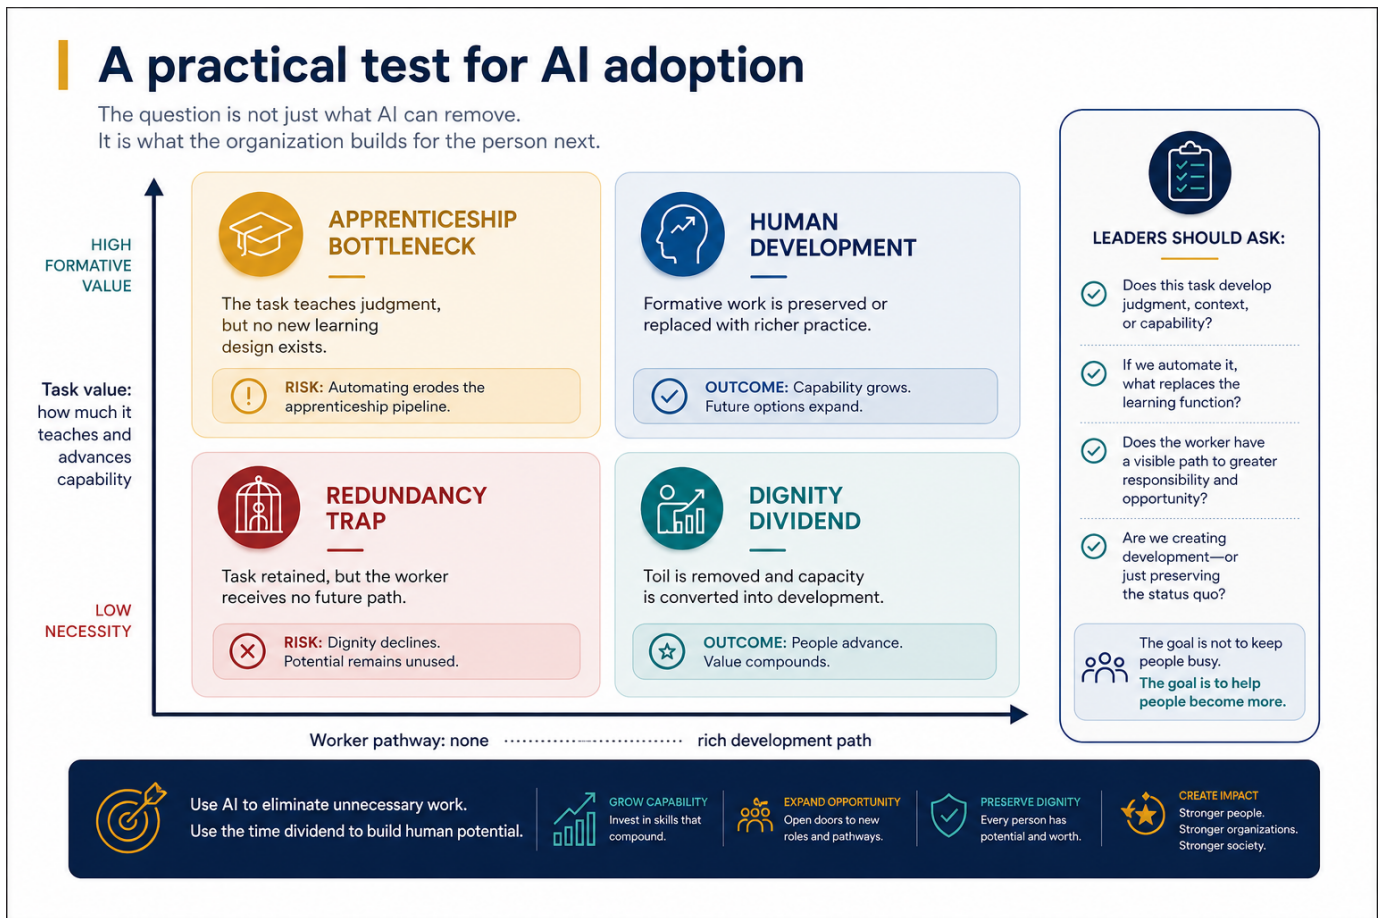 A practical test for AI adoption
The question is not just what AI can remove.
It is what the organization builds for the person next.
HIGH
FORMATIVE
VALUE
Task value:
how much it
teaches and
advances
capability
LOW
NECESSITY
APPRENTICESHIP
BOTTLENECK
The task teaches judgment,
but no new learning
design exists.
RISK: Automating erodes the
apprenticeship pipeline.
HUMAN
DEVELOPMENT
Formative work is preserved or
replaced with richer practice.
OUTCOME: Capability grows.
Future options expand.
REDUNDANCY
TRAP
Task retained, but the worker
receives no future path.
RISK: Dignity declines.
Potential remains unused.
DIGNITY
DIVIDEND
Toil is removed and capacity
is converted into development.
OUTCOME: People advance.
Value compounds.
Worker pathway: none ........................ rich development path
LEADERS SHOULD ASK:
Does this task develop
judgment, context,
or capability?
If we automate it,
what replaces the
learning function?
Does the worker have
a visible path to greater
responsibility and
opportunity?
Are we creating
development—or
just preserving
the status quo?
The goal is not to keep
people busy.
The goal is to help
people become more.
Use AI to eliminate unnecessary work.
Use the time dividend to build human potential.
GROW CAPABILITY
Invest in skills that
compound.
EXPAND OPPORTUNITY
Open doors to new
roles and pathways.
PRESERVE DIGNITY
Every person has
potential and worth.
CREATE IMPACT
Stronger people.
Stronger organizations.
Stronger society.